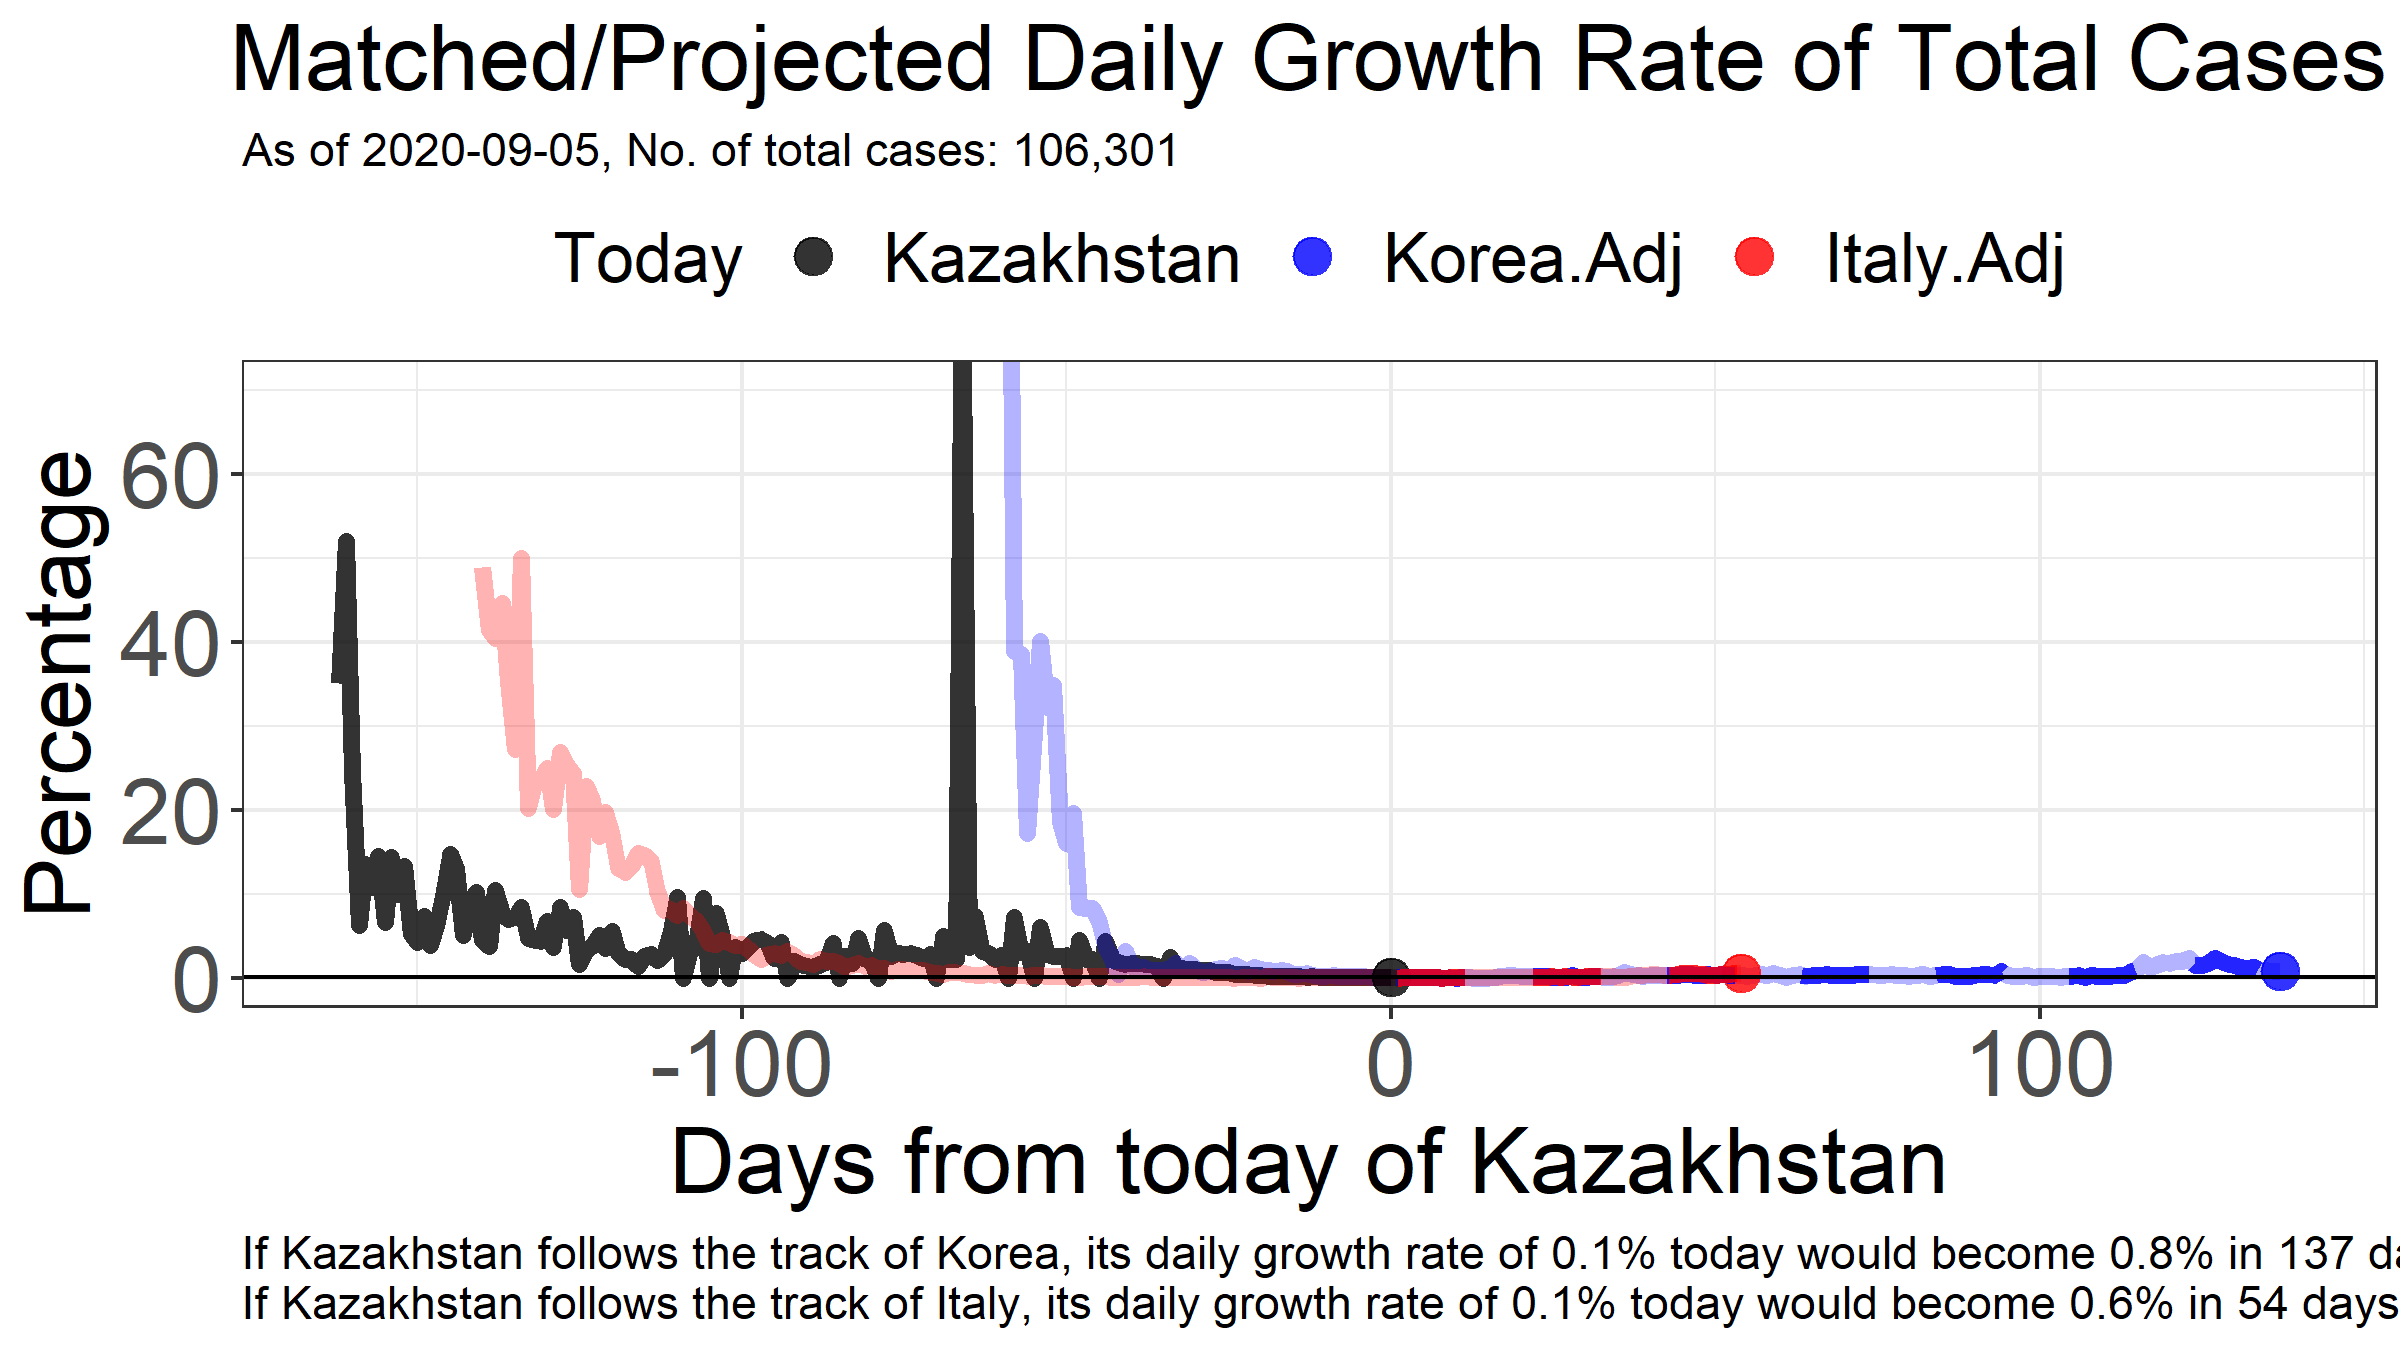 Matched/Projected Daily Growth Rate of Total Cases
As of 2020-09-05, No. of total cases: 106,301
Today Kazakhstan Korea.Adj Italy.Adj
Percentage
60
40
20
0
-100 0 100
Days from today of Kazakhstan
If Kazakhstan follows the track of Korea, its daily growth rate of 0.1% today would become 0.8% in 137
If Kazakhstan follows the track of Italy, its daily growth rate of 0.1% today would become 0.6% in 54 days